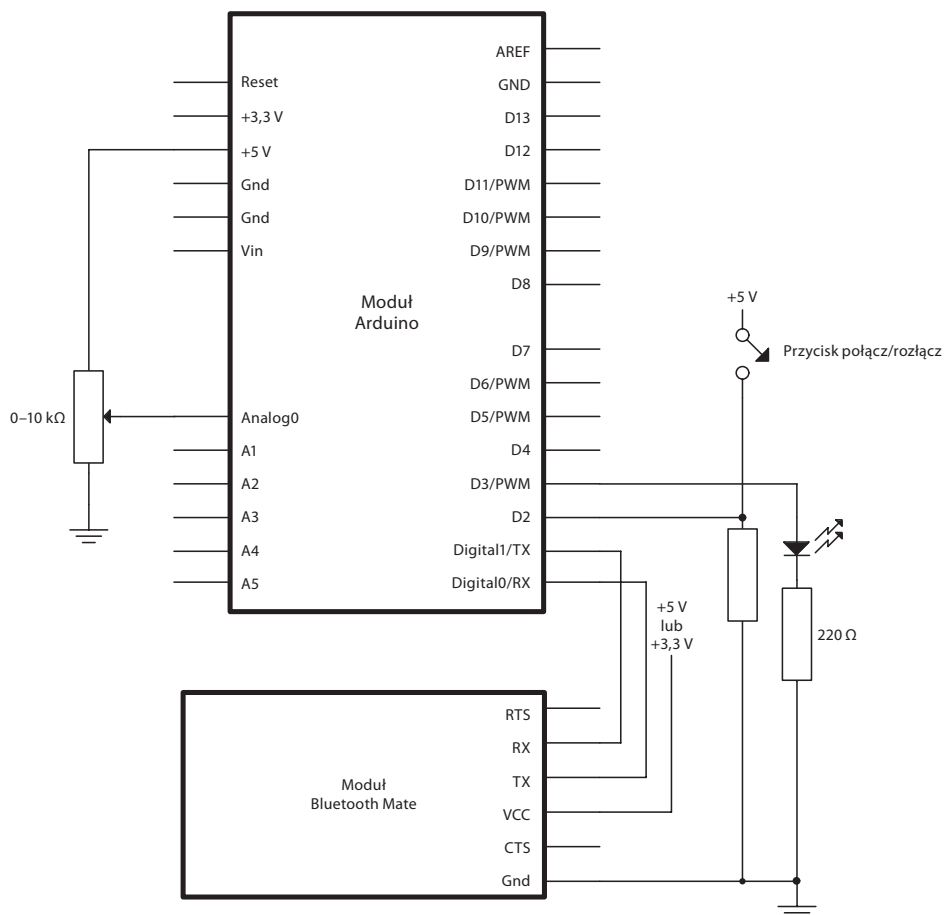 Reset
+3,3 V
+5 V
Gnd
Gnd
Vin
0–10 kΩ
Analog0
A1
A2
A3
A4
A5
Moduł
Arduino
AREF
GND
D13
D12
D11/PWM
D10/PWM
D9/PWM
D8
D7
D6/PWM
D5/PWM
D4
D3/PWM
D2
Digital1/TX
Digital0/RX
+5 V
Przycisk połącz/rozłącz
+5 V
lub
+3,3 V
220 Ω
Moduł
Bluetooth Mate
RTS
RX
TX
VCC
CTS
Gnd